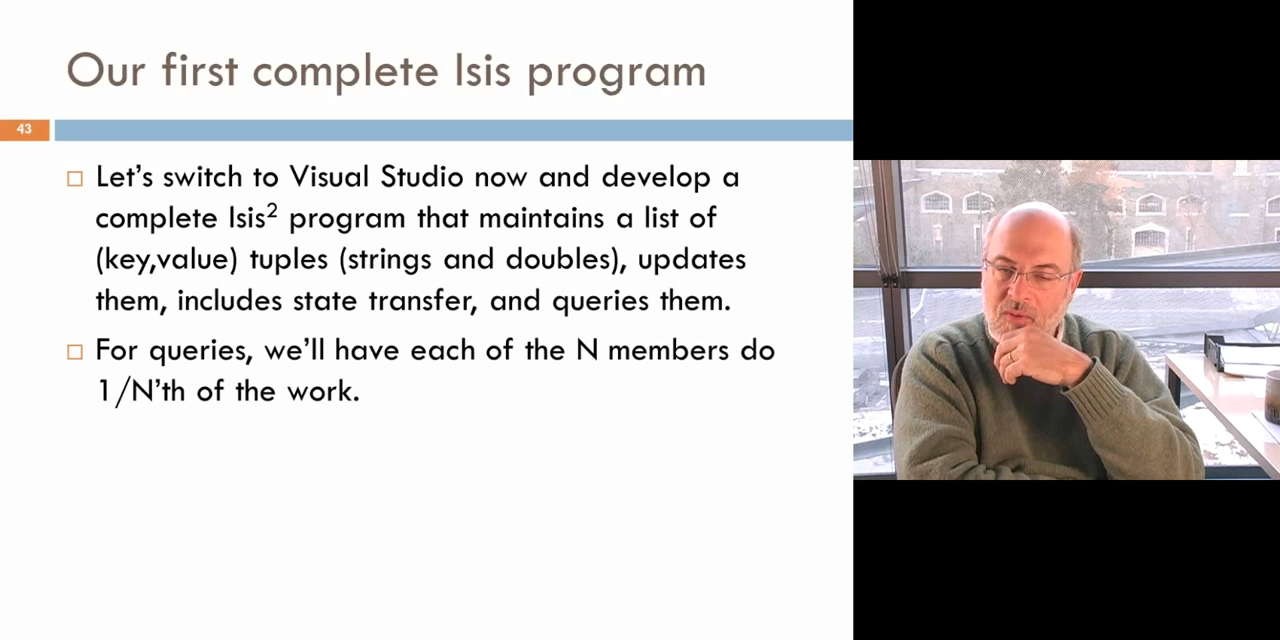 Our first complete Isis program
43
Let's switch to Visual Studio now and develop a
complete Isis² program that maintains a list of
(key,value) tuples (strings and doubles), updates
them, includes state transfer, and queries them.
For queries, we'll have each of the N members do
1/N'th of the work.